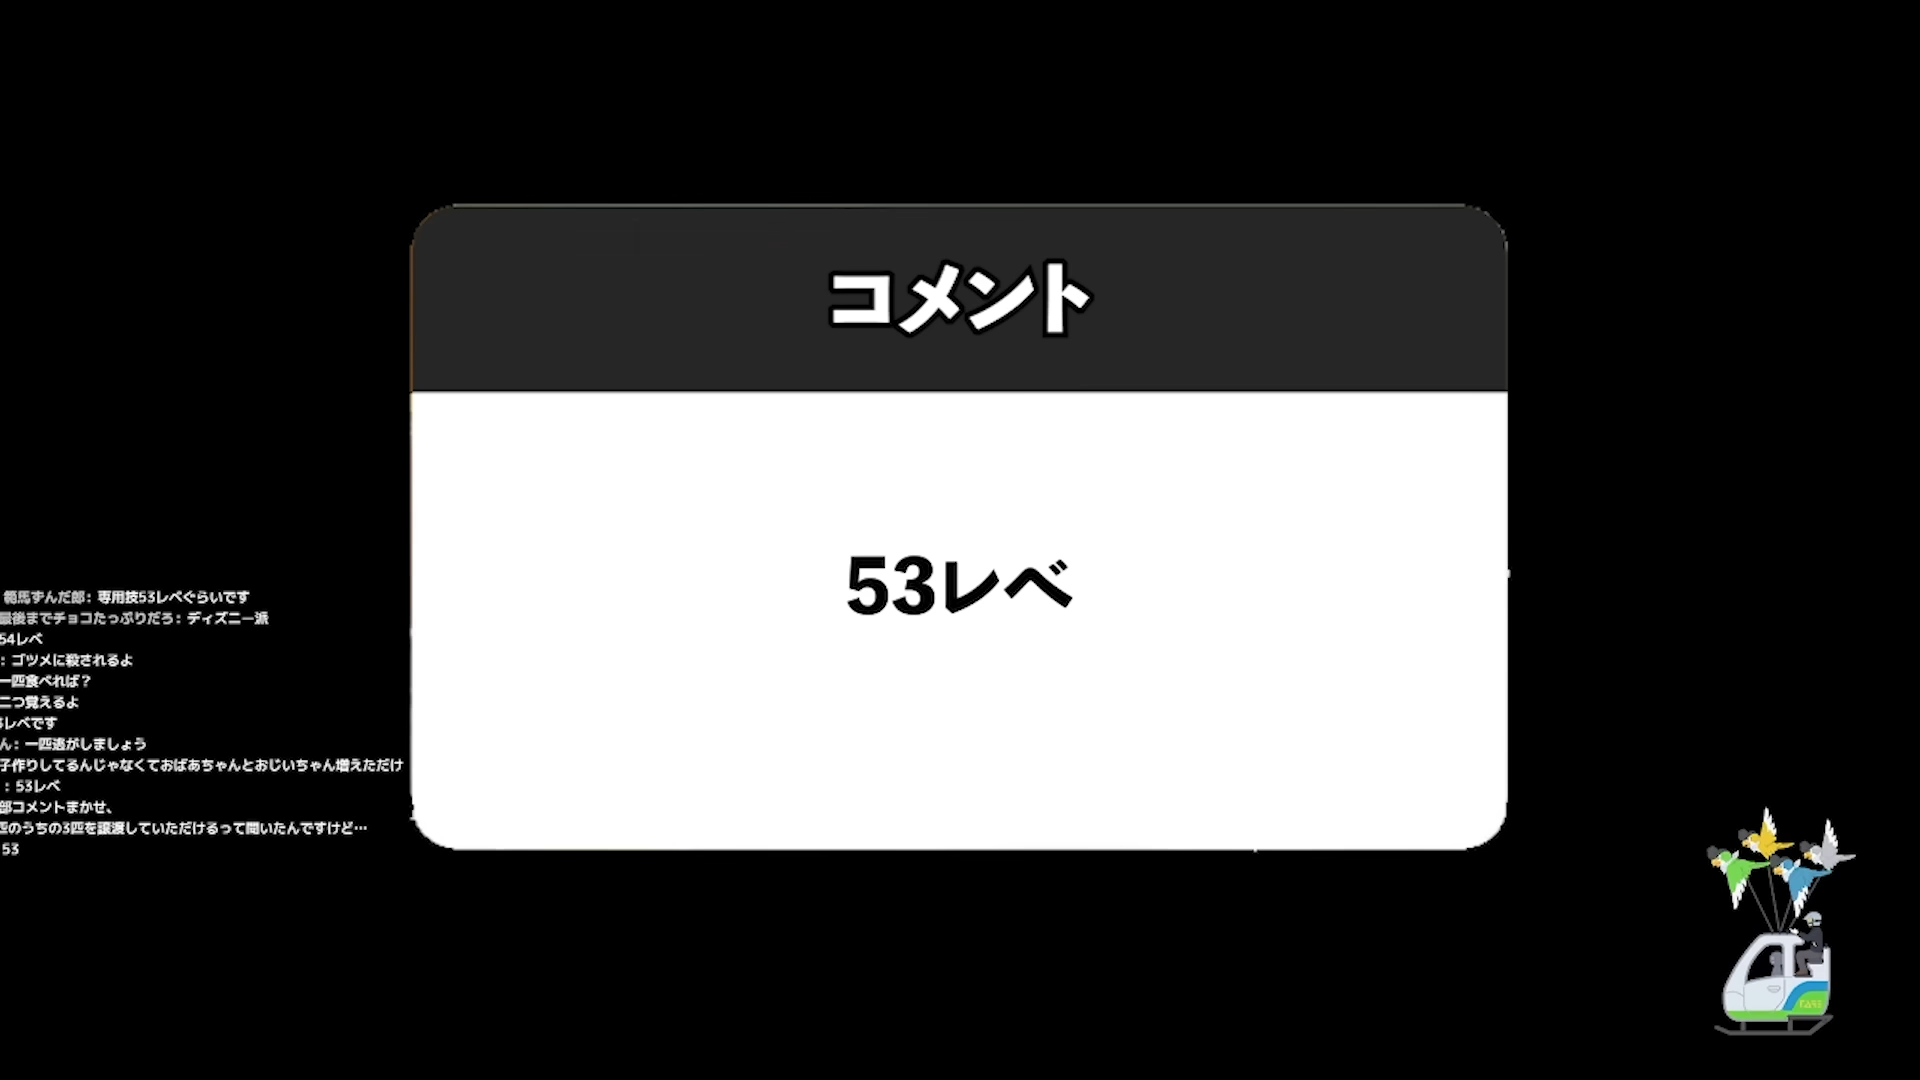 コメント
53レベ
範馬ずんだ郎: 専用技53レベぐらいです
最後までチョコたっぷりだろ: ディズニー派
54レベ
: ゴツメに殺されるよ
一匹食べれば？
二つ覚えるよ
レベです
ん: 一匹逃がしましょう
子作りしてるんじゃなくておばあちゃんとおじいちゃん増えただけ
: 53レベ
部コメントまかせ、
匹のうちの3匹を譲渡していただけるって聞いたんですけど…
53